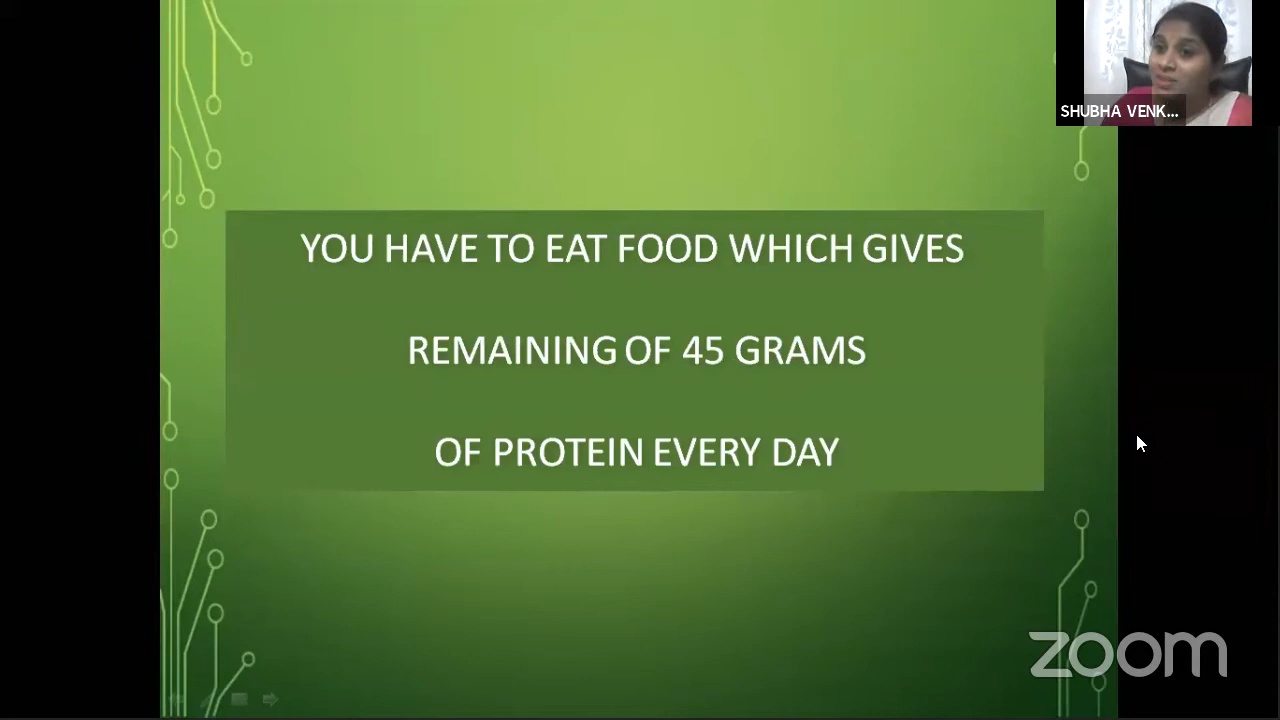 SHUBHA VENK...
YOU HAVE TO EAT FOOD WHICH GIVES
REMAINING OF 45 GRAMS
OF PROTEIN EVERY DAY
zoom